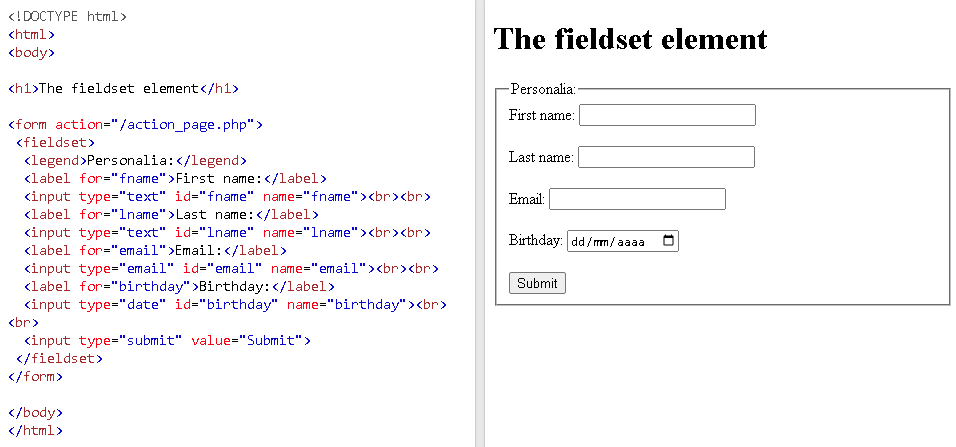 <!DOCTYPE html>
<html>
<body>
<h1>The fieldset element</h1>
<form action="/action_page.php">
<fieldset>
<legend>Personalia:</legend>
<label for="fname">First name:</label>
<input type="text" id="fname" name="fname"><br><br>
<label for="lname">Last name:</label>
<input type="text" id="lname" name="lname"><br><br>
<label for="email">Email:</label>
<input type="email" id="email" name="email"><br><br>
<label for="birthday">Birthday:</label>
<input type="date" id="birthday" name="birthday"><br>
<br>
<input type="submit" value="Submit">
</fieldset>
</form>
</body>
</html>
The fieldset element
Personalia:
First name:
Last name:
Email:
Birthday: dd/mm/aaaa
Submit